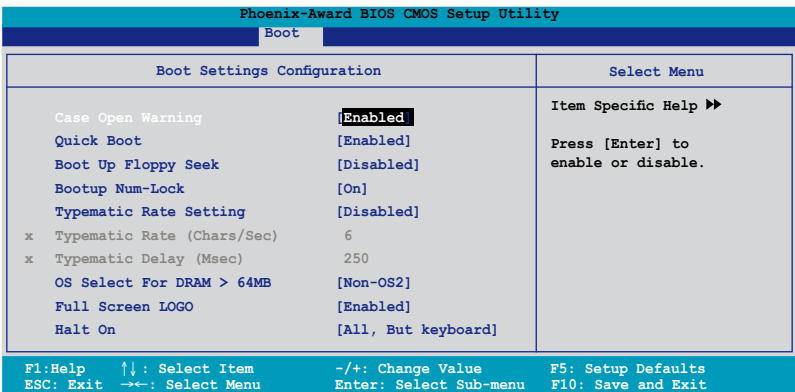 Phoenix-Award BIOS CMOS Setup Utility
Boot
Boot Settings Configuration
Select Menu
Case Open Warning [Enabled]
Quick Boot [Enabled]
Boot Up Floppy Seek [Disabled]
Bootup Num-Lock [On]
Typematic Rate Setting [Disabled]
x Typematic Rate (Chars/Sec) 6
x Typematic Delay (Msec) 250
OS Select For DRAM > 64MB [Non-OS2]
Full Screen LOGO [Enabled]
Halt On [All, But keyboard]
Item Specific Help ▶▶
Press [Enter] to
enable or disable.
F1:Help ↑↓ : Select Item -/+: Change Value F5: Setup Defaults
ESC: Exit →←: Select Menu Enter: Select Sub-menu F10: Save and Exit